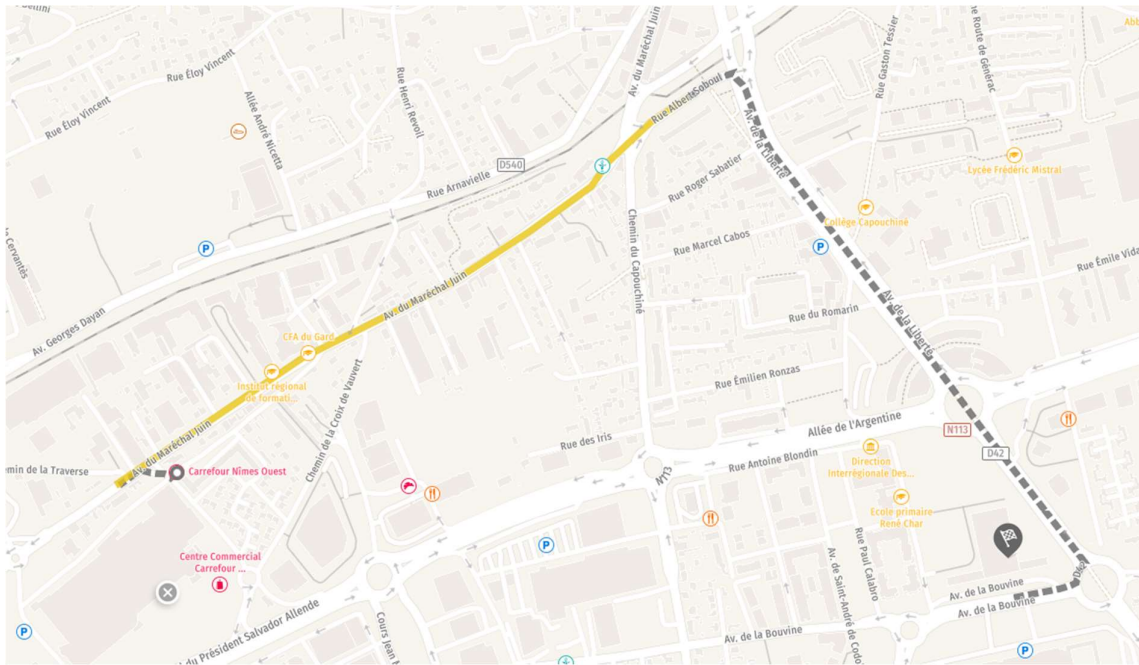 Bellini
Rue Éloy Vincent
Rue Éloy Vincent
Allée André Nicetta
Rue Henri Revoil
Av. du Maréchal Juin
Rue Albert Soboul
Rue Gaston Tessier
Route de Générac
Abb
D540
Rue Arnavielle
Av. de la Liberté
Lycée Frédéric Mistral
Rue Roger Sabatier
Collège Capouchiné
Cervantès
P
Chemin du Capouchiné
Rue Marcel Cabos
P
Rue Émile Vida
Av. Georges Dayan
Av. du Maréchal Juin
Rue du Romarin
Av. de la Liberté
CFA du Gard
Institut régional
de formati...
Chemin de la Croix de Vauvert
Rue Émilien Ronzas
Av. du Maréchal Juin
Rue des Iris
Allée de l'Argentine
N113
D42
emin de la Traverse
Carrefour Nîmes Ouest
N113
Rue Antoine Blondin
Direction
Interrégionale Des...
Ecole primaire
René Char
P
Centre Commercial
Carrefour ...
Rue Paul Calabro
Av. de Saint-André de Codo
Av. de la Bouvine
Av. de la Bouvine
Av. de la Bouvine
P
P
d du Président Salvador Allende
Cours Jean M